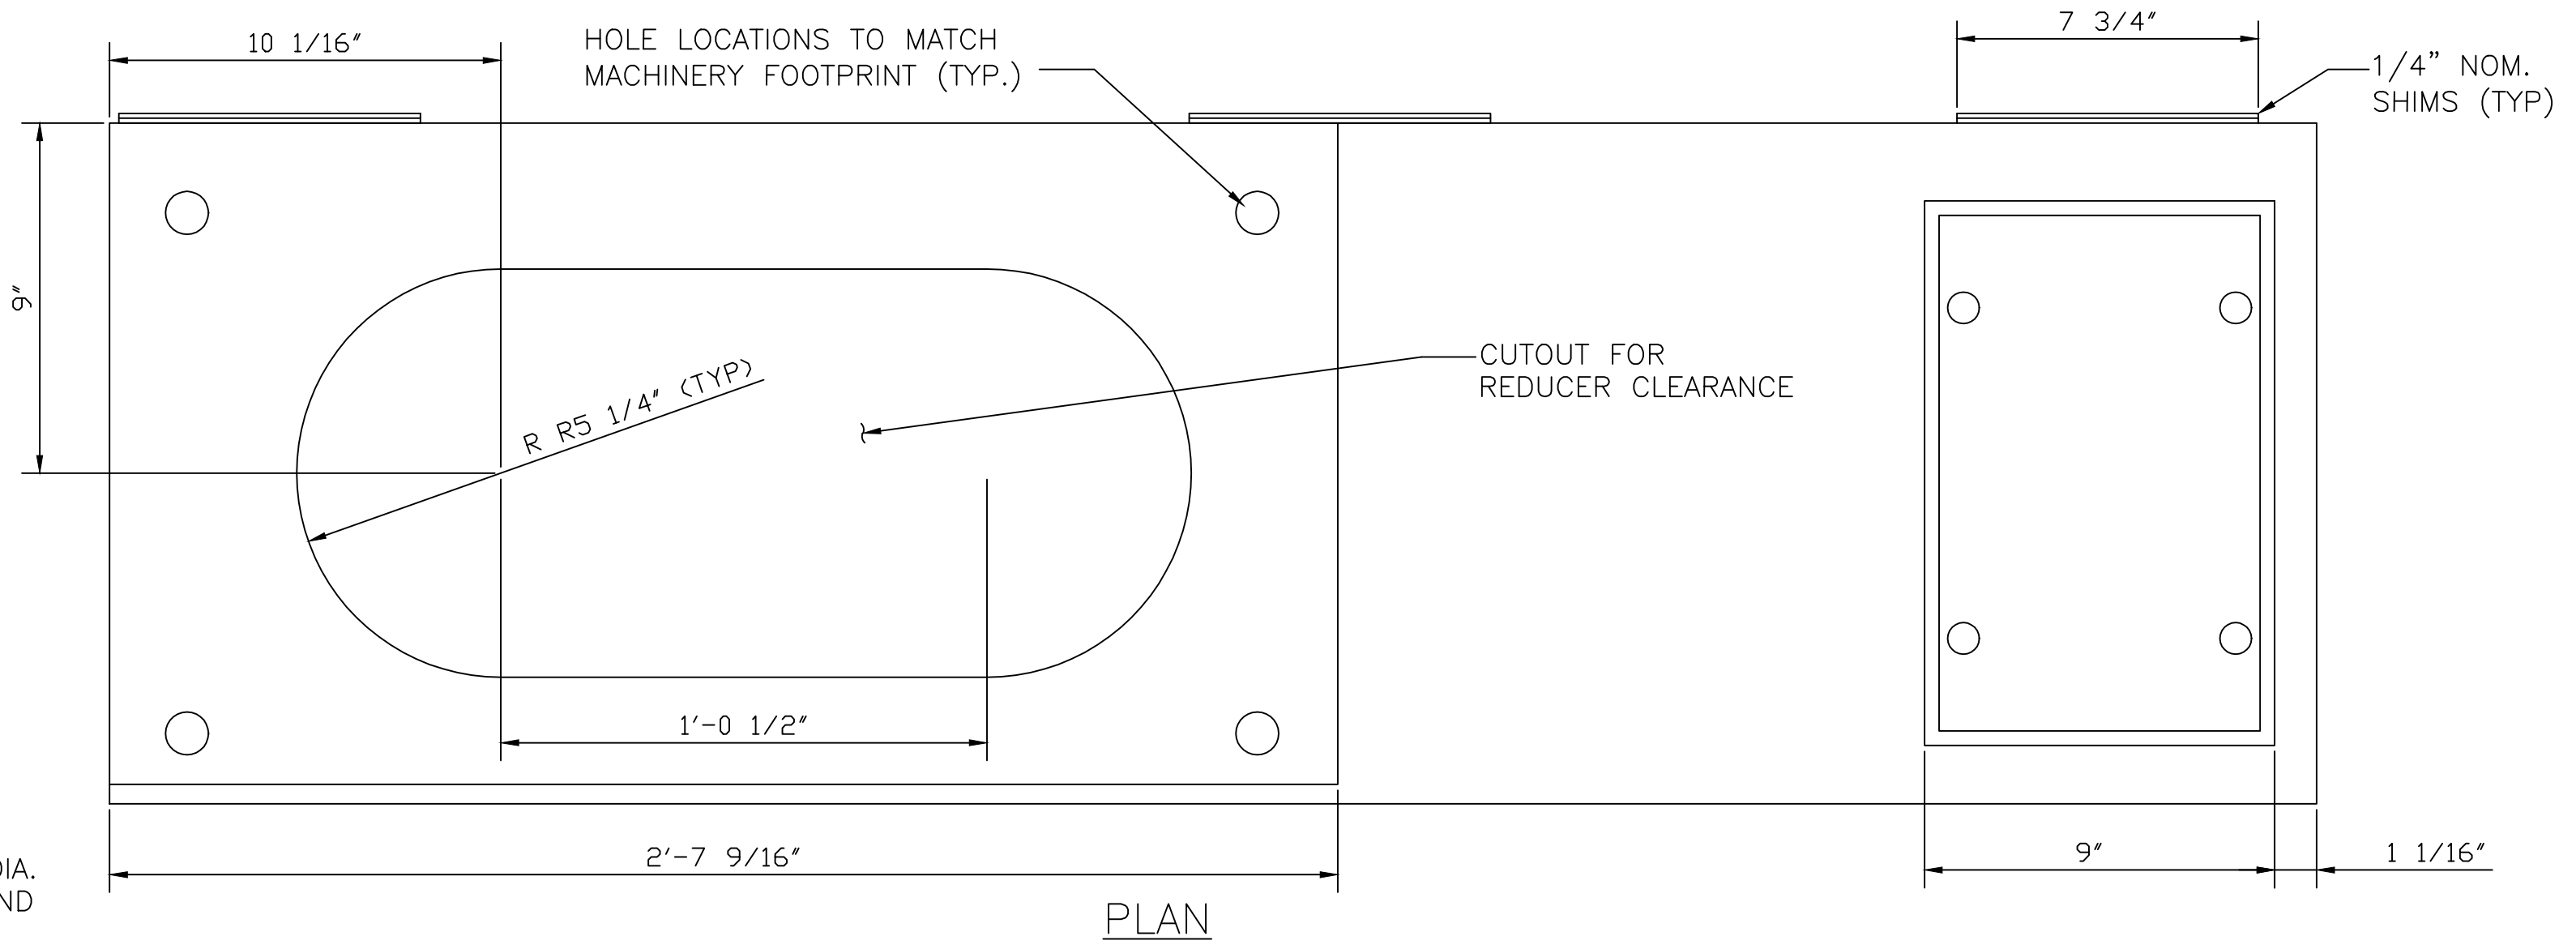 10 1/16"
HOLE LOCATIONS TO MATCH
MACHINERY FOOTPRINT (TYP.)
7 3/4"
1/4" NOM.
SHIMS (TYP)
9"
R R5 1/4" (TYP)
CUTOUT FOR
REDUCER CLEARANCE
1'-0 1/2"
2'-7 9/16"
9"
1 1/16"
DIA.
ND
PLAN